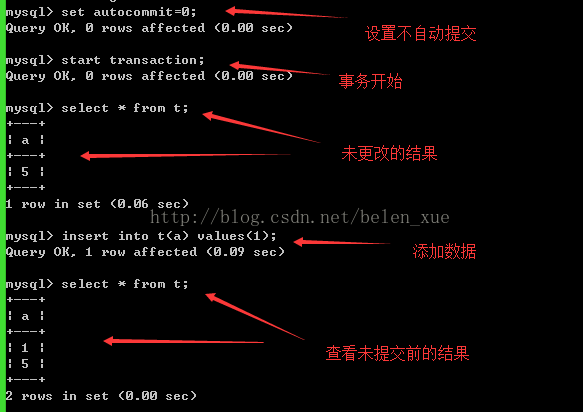 mysql> set autocommit=0;
Query OK, 0 rows affected (0.00 sec)
设置不自动提交
mysql> start transaction;
Query OK, 0 rows affected (0.00 sec)
事务开始
mysql> select * from t;
+---+
| a |
+---+
| 5 |
+---+
1 row in set (0.06 sec)
未更改的结果
http://blog.csdn.net/belen_xue
mysql> insert into t(a) values(1);
Query OK, 1 row affected (0.09 sec)
添加数据
mysql> select * from t;
+---+
| a |
+---+
| 1 |
| 5 |
+---+
2 rows in set (0.00 sec)
查看未提交前的结果